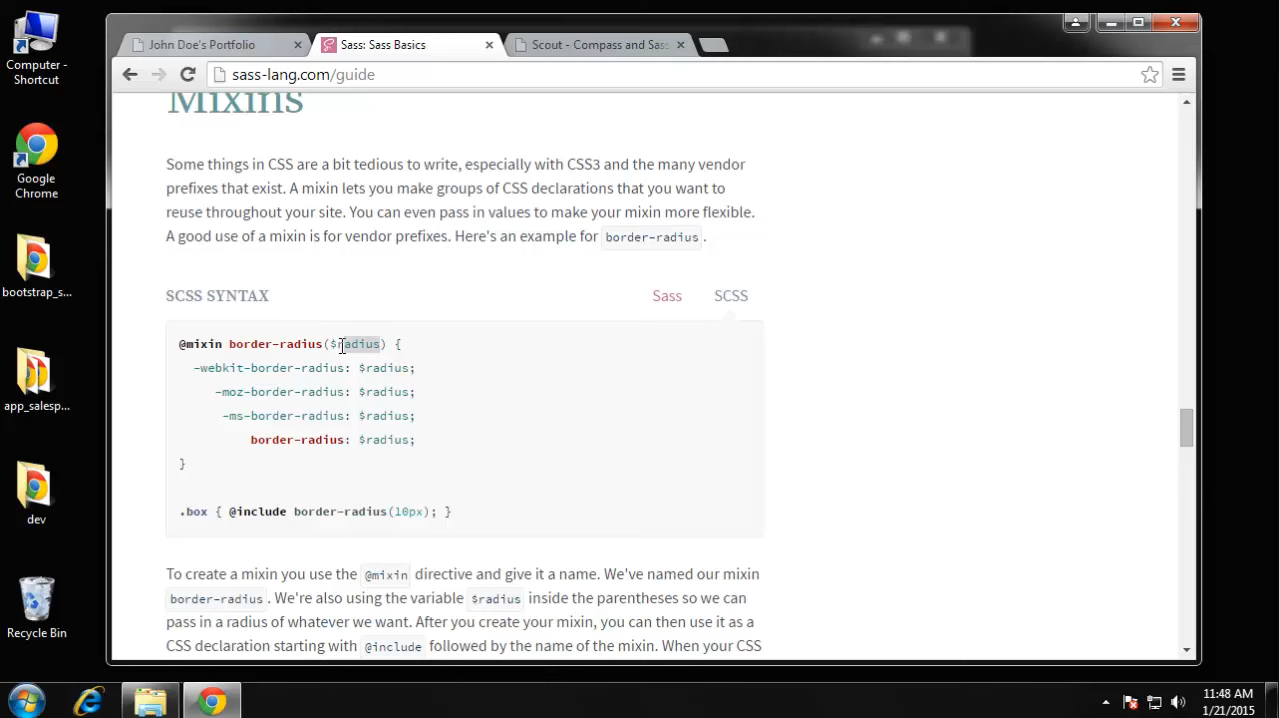 Computer -
Shortcut
Google
Chrome
bootstrap_s...
app_salesp...
dev
Recycle Bin
John Doe's Portfolio
Sass: Sass Basics
Scout - Compass and Sass
sass-lang.com/guide
Mixins
Some things in CSS are a bit tedious to write, especially with CSS3 and the many vendor
prefixes that exist. A mixin lets you make groups of CSS declarations that you want to
reuse throughout your site. You can even pass in values to make your mixin more flexible.
A good use of a mixin is for vendor prefixes. Here's an example for border-radius.
SCSS SYNTAX
Sass
SCSS
@mixin border-radius($radius) {
-webkit-border-radius: $radius;
-moz-border-radius: $radius;
-ms-border-radius: $radius;
border-radius: $radius;
}
.box { @include border-radius(10px); }
To create a mixin you use the @mixin directive and give it a name. We've named our mixin
border-radius. We're also using the variable $radius inside the parentheses so we can
pass in a radius of whatever we want. After you create your mixin, you can then use it as a
CSS declaration starting with @include followed by the name of the mixin. When your CSS
11:48 AM
1/21/2015